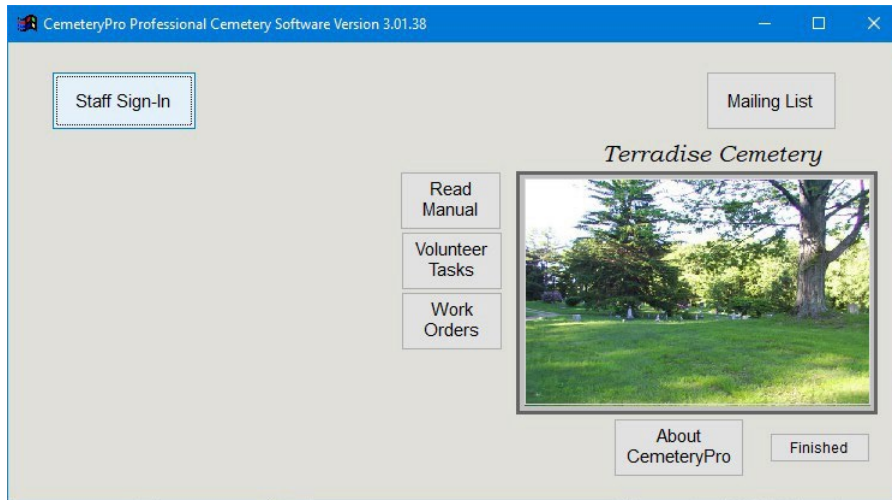 CemeteryPro Professional Cemetery Software Version 3.01.38
Staff Sign-In
Mailing List
Terradise Cemetery
Read
Manual
Volunteer
Tasks
Work
Orders
About
CemeteryPro
Finished